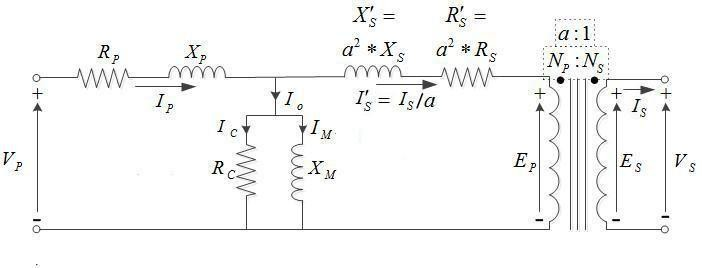 X'S = R'S =
a² * XS a² * RS a : 1
RP XP NP : NS
IP Io I'S = IS/a IS
+ + + +
IC IM
VP RC XM EP ES VS
- - - -